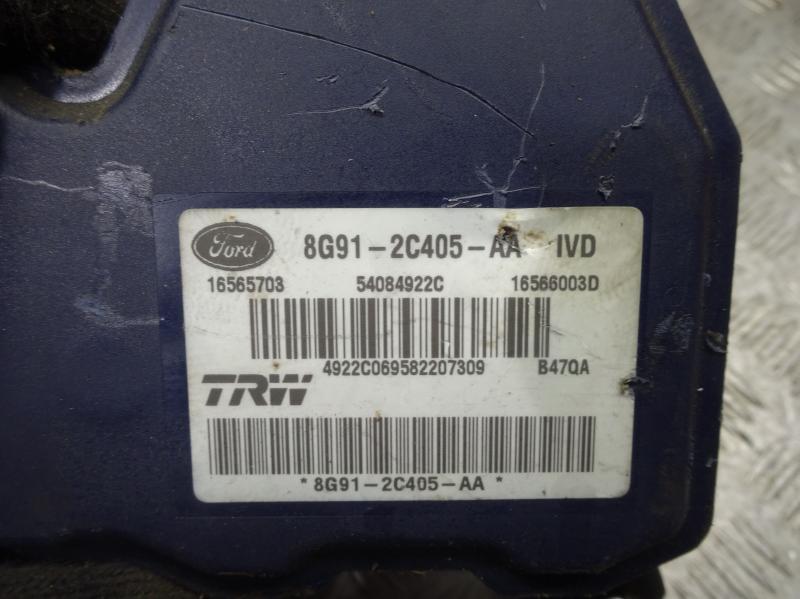 Ford 8G91-2C405-AA IVD
16565703 54084922C 16566003D
4922C069582207309 B47QA
TRW
*8G91-2C405-AA*